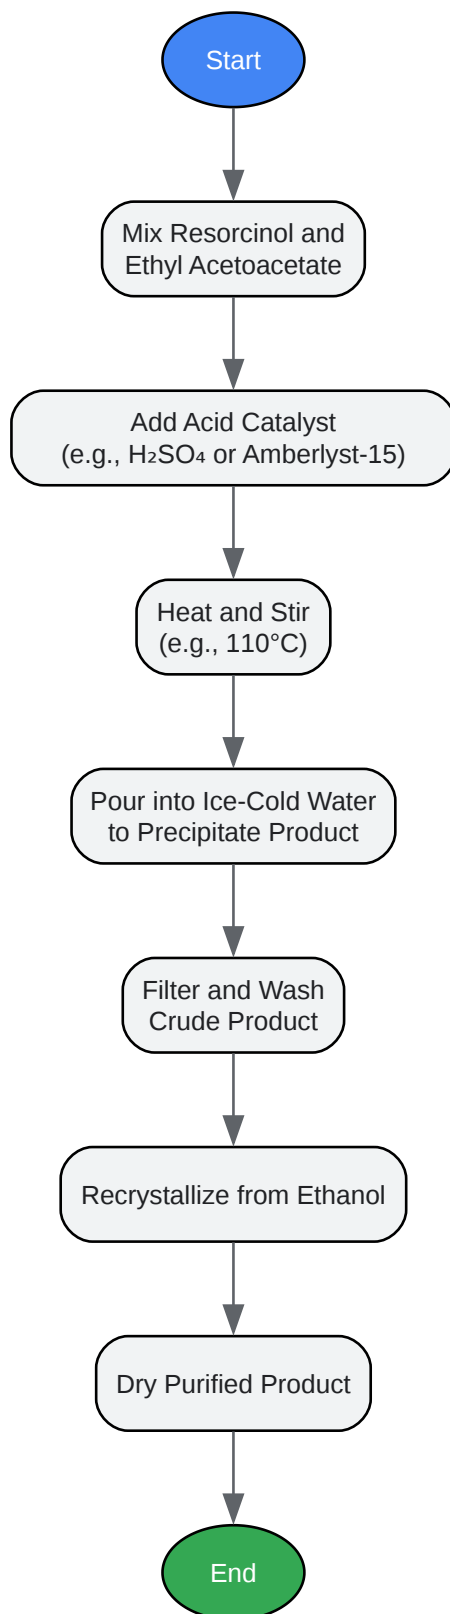 Start
Mix Resorcinol and
Ethyl Acetoacetate
Add Acid Catalyst
(e.g., H₂SO₄ or Amberlyst-15)
Heat and Stir
(e.g., 110°C)
Pour into Ice-Cold Water
to Precipitate Product
Filter and Wash
Crude Product
Recrystallize from Ethanol
Dry Purified Product
End